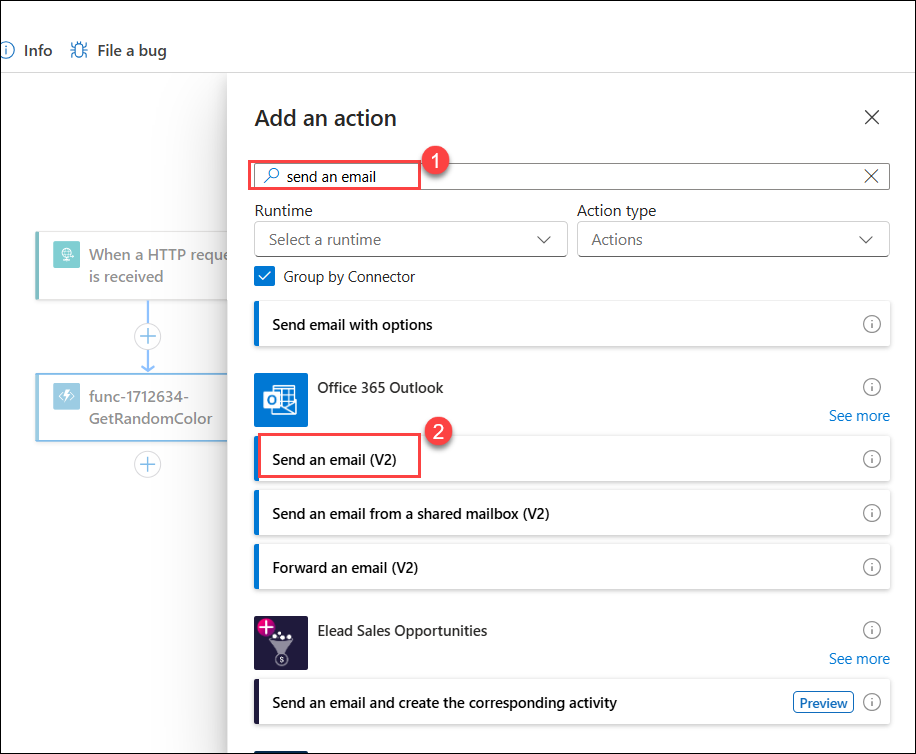 Info File a bug
Add an action
1
send an email
Runtime Action type
Select a runtime Actions
Group by Connector
Send email with options
When a HTTP reque
is received
Office 365 Outlook
See more
func-1712634-
GetRandomColor
2
Send an email (V2)
Send an email from a shared mailbox (V2)
Forward an email (V2)
Elead Sales Opportunities
See more
Send an email and create the corresponding activity Preview